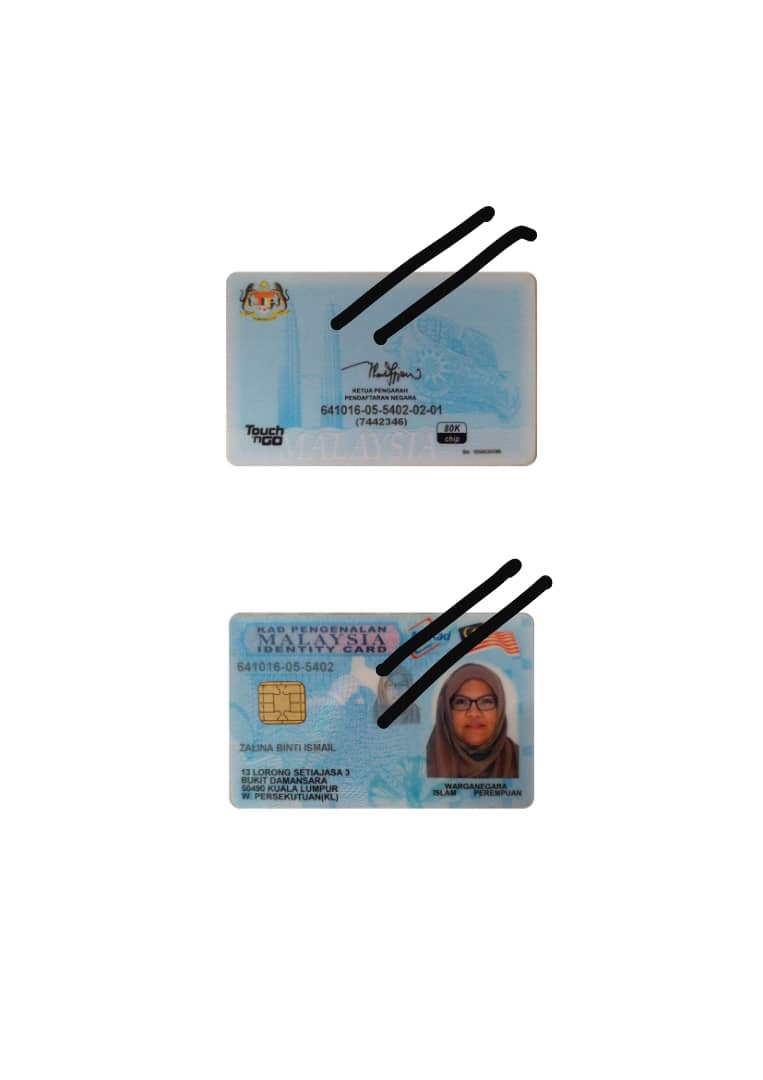 KETUA PENGARAH
PENDAFTARAN NEGARA
641016-05-5402-02-01
(7442346)
Touch
'n GO
80K
chip
MALAYSIA
KAD PENGENALAN
MALAYSIA
IDENTITY CARD
641016-05-5402
ZALINA BINTI ISMAIL
13 LORONG SETIAJASA 3
BUKIT DAMANSARA
50490 KUALA LUMPUR
W. PERSEKUTUAN(KL)
WARGANEGARA
ISLAM PEREMPUAN